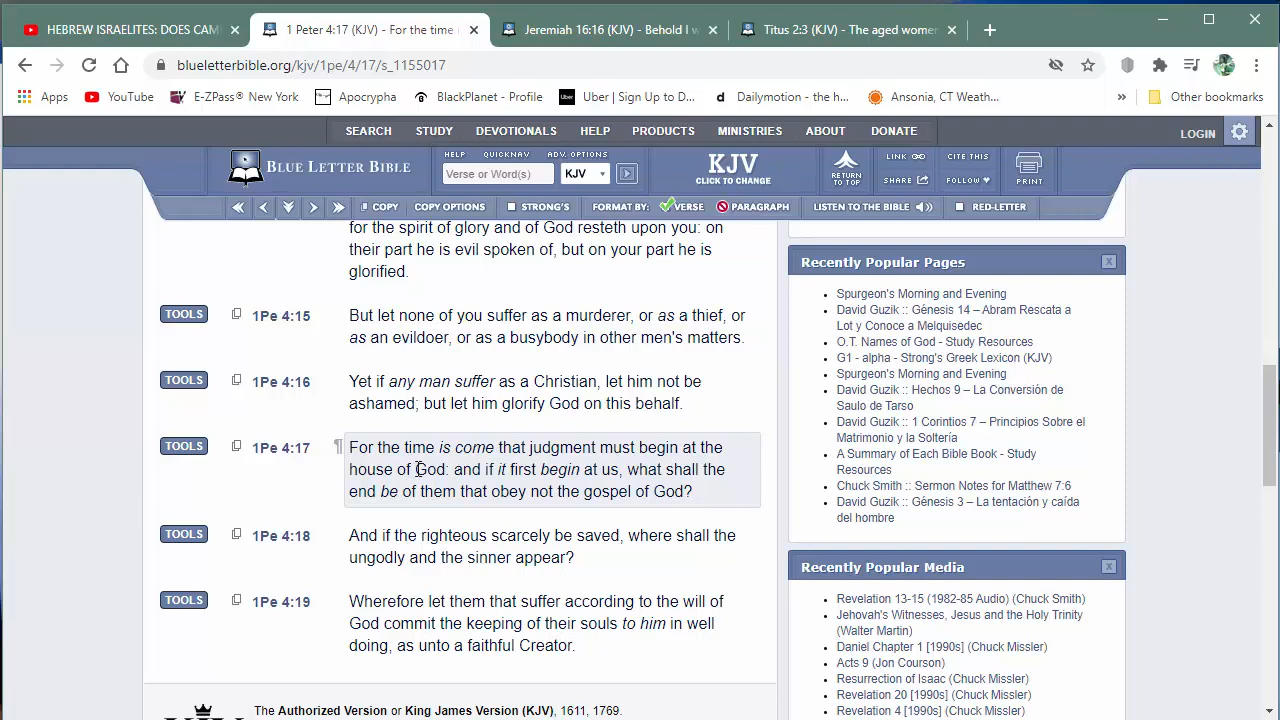 HEBREW ISRAELITES: DOES CAM
1 Peter 4:17 (KJV) - For the time
Jeremiah 16:16 (KJV) - Behold I w
Titus 2:3 (KJV) - The aged wome
blueletterbible.org/kjv/1pe/4/17/s_1155017
Apps
YouTube
E-ZPass® New York
Apocrypha
BlackPlanet - Profile
Uber | Sign Up to D...
Dailymotion - the h...
Ansonia, CT Weath...
»
Other bookmarks
SEARCH STUDY DEVOTIONALS HELP PRODUCTS MINISTRIES ABOUT DONATE
LOGIN
BLUE LETTER BIBLE
HELP QUICKNAV ADV. OPTIONS
Verse or Word(s)
KJV
KJV
CLICK TO CHANGE
RETURN
TO TOP
LINK
SHARE
CITE THIS
FOLLOW
PRINT
COPY COPY OPTIONS STRONG'S FORMAT BY: VERSE PARAGRAPH LISTEN TO THE BIBLE RED-LETTER
for the spirit of glory and of God resteth upon you: on
their part he is evil spoken of, but on your part he is
glorified.
TOOLS 1Pe 4:15 But let none of you suffer as a murderer, or as a thief, or
as an evildoer, or as a busybody in other men's matters.
TOOLS 1Pe 4:16 Yet if any man suffer as a Christian, let him not be
ashamed; but let him glorify God on this behalf.
TOOLS 1Pe 4:17 ¶ For the time is come that judgment must begin at the
house of God: and if it first begin at us, what shall the
end be of them that obey not the gospel of God?
TOOLS 1Pe 4:18 And if the righteous scarcely be saved, where shall the
ungodly and the sinner appear?
TOOLS 1Pe 4:19 Wherefore let them that suffer according to the will of
God commit the keeping of their souls to him in well
doing, as unto a faithful Creator.
The Authorized Version or King James Version (KJV), 1611, 1769.
Recently Popular Pages
x
Spurgeon's Morning and Evening
David Guzik :: Génesis 14 – Abram Rescata a
Lot y Conoce a Melquisedec
O.T. Names of God - Study Resources
G1 - alpha - Strong's Greek Lexicon (KJV)
Spurgeon's Morning and Evening
David Guzik :: Hechos 9 – La Conversión de
Saulo de Tarso
David Guzik :: 1 Corintios 7 – Principios Sobre el
Matrimonio y la Soltería
A Summary of Each Bible Book - Study
Resources
Chuck Smith :: Sermon Notes for Matthew 7:6
David Guzik :: Génesis 3 – La tentación y caída
del hombre
Recently Popular Media
x
Revelation 13-15 (1982-85 Audio) (Chuck Smith)
Jehovah's Witnesses, Jesus and the Holy Trinity
(Walter Martin)
Daniel Chapter 1 [1990s] (Chuck Missler)
Acts 9 (Jon Courson)
Resurrection of Isaac (Chuck Missler)
Revelation 20 [1990s] (Chuck Missler)
Revelation 4 [1990s] (Chuck Missler)